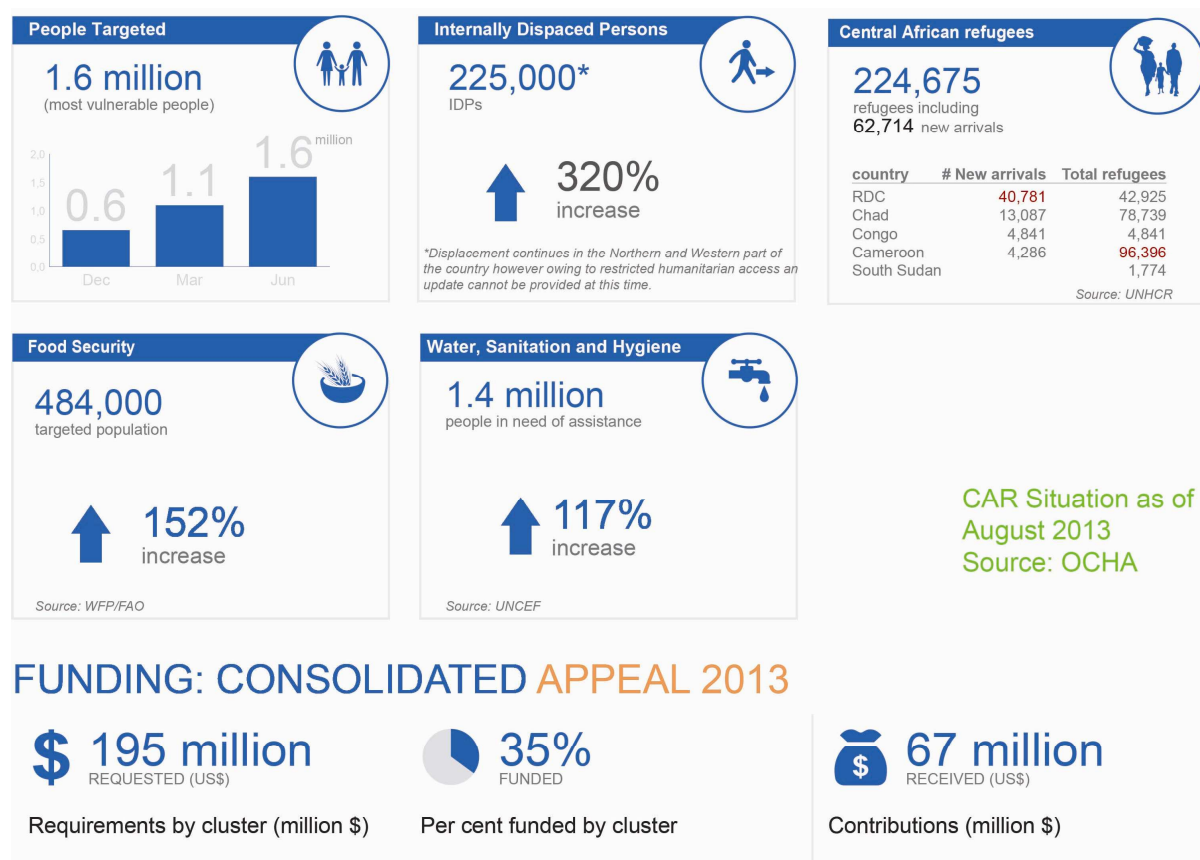 People Targeted
1.6 million
(most vulnerable people)
2,0
1,5
1,0
0,5
0,0
0.6
1.1
1.6 million
Dec Mar Jun
Internally Dispaced Persons
225,000*
IDPs
320%
increase
*Displacement continues in the Northern and Western part of
the country however owing to restricted humanitarian access an
update cannot be provided at this time.
Central African refugees
224,675
refugees including
62,714 new arrivals
country # New arrivals Total refugees
RDC 40,781 42,925
Chad 13,087 78,739
Congo 4,841 4,841
Cameroon 4,286 96,396
South Sudan 1,774
Source: UNHCR
Food Security
484,000
targeted population
152%
increase
Source: WFP/FAO
Water, Sanitation and Hygiene
1.4 million
people in need of assistance
117%
increase
Source: UNCEF
CAR Situation as of
August 2013
Source: OCHA
FUNDING: CONSOLIDATED APPEAL 2013
$ 195 million
REQUESTED (US$)
Requirements by cluster (million $)
35%
FUNDED
Per cent funded by cluster
$ 67 million
RECEIVED (US$)
Contributions (million $)